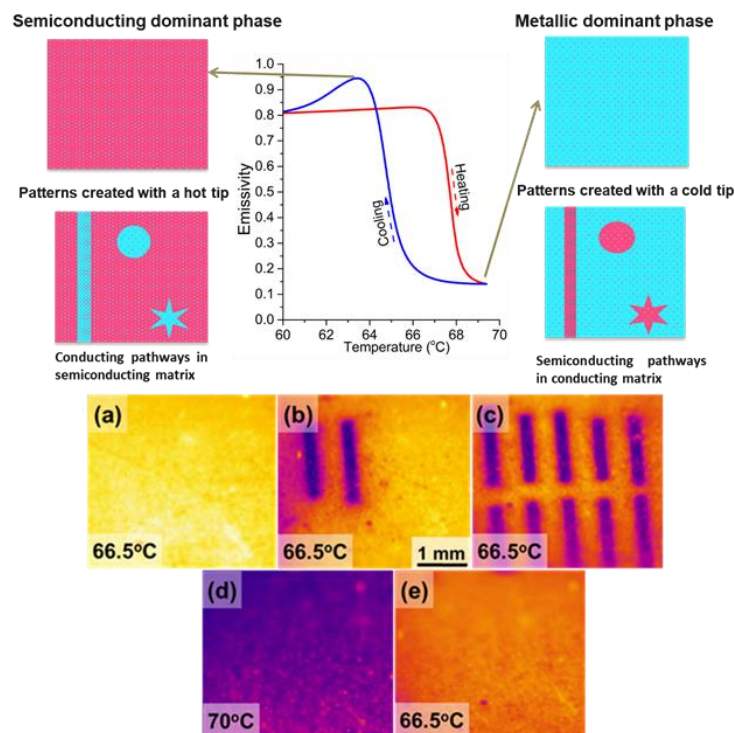 Semiconducting dominant phase
Metallic dominant phase
Patterns created with a hot tip
Conducting pathways in
semiconducting matrix
1.0
0.9
0.8
0.7
0.6
0.5
0.4
0.3
0.2
0.1
0.0
Emissivity
Cooling
Heating
60
62
64
66
68
70
Temperature (°C)
Patterns created with a cold tip
Semiconducting pathways
in conducting matrix
(a)
66.5°C
(b)
66.5°C
1 mm
(c)
66.5°C
(d)
70°C
(e)
66.5°C